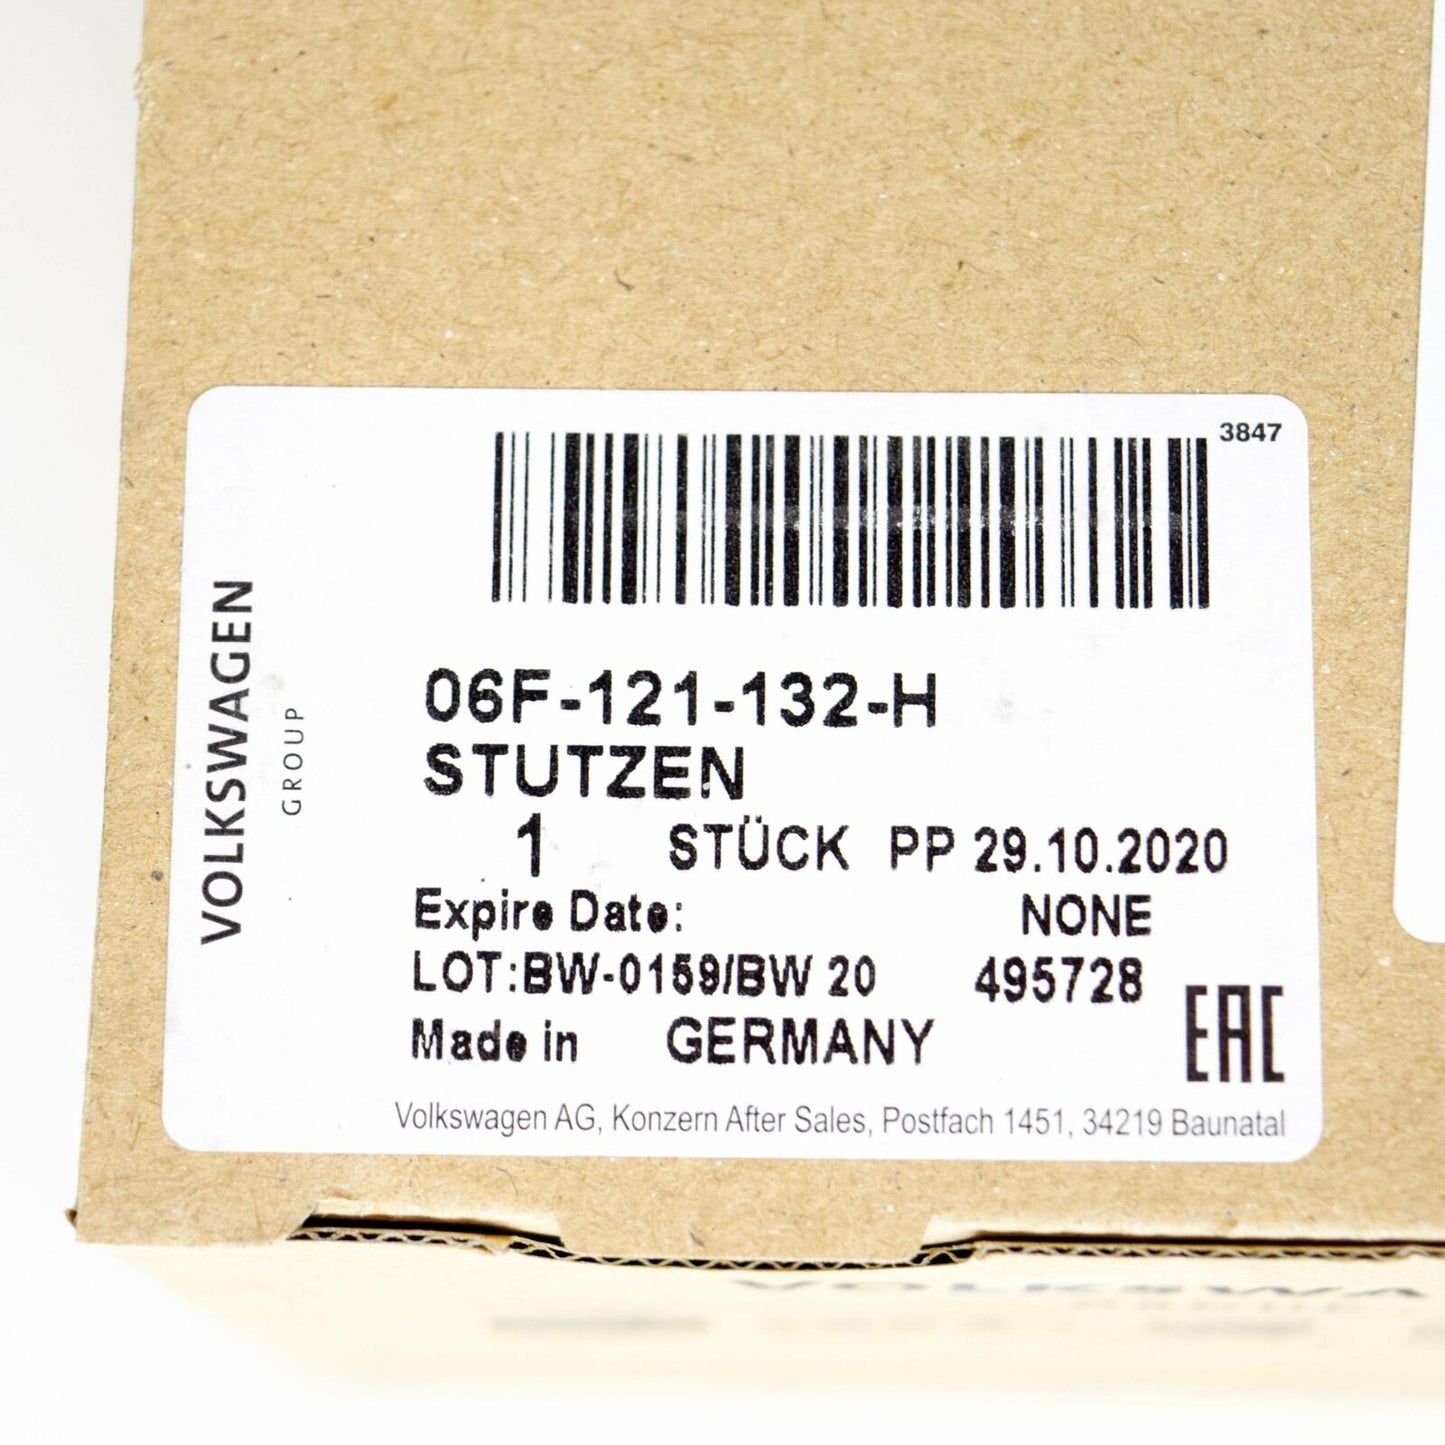 3847
VOLKSWAGEN
GROUP
06F-121-132-H
STUTZEN
1 STÜCK PP 29.10.2020
Expire Date: NONE
LOT:BW-0159/BW 20 495728
Made in GERMANY
EAC
Volkswagen AG, Konzern After Sales, Postfach 1451, 34219 Baunatal